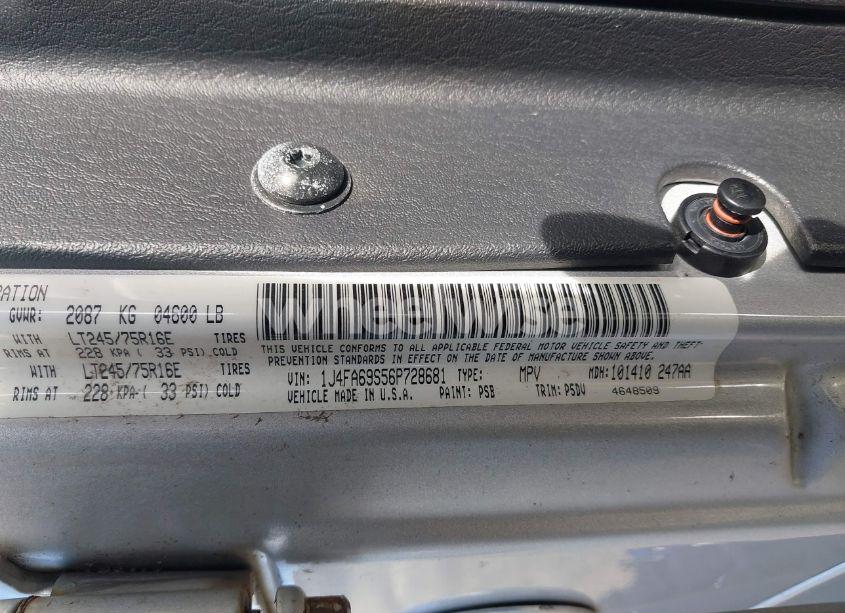 RATION
GVWR: 2087 KG 04600 LB
WITH LT245/75R16E TIRES
RIMS AT 228 KPA ( 33 PSI) COLD
WITH LT245/75R16E TIRES
RIMS AT 228 KPA ( 33 PSI) COLD
WheelWise
THIS VEHICLE CONFORMS TO ALL APPLICABLE FEDERAL MOTOR VEHICLE SAFETY AND THEFT-
PREVENTION STANDARDS IN EFFECT ON THE DATE OF MANUFACTURE SHOWN ABOVE.
VIN: 1J4FA69S56P728681 TYPE: MPV MDH: 101410 247AA
VEHICLE MADE IN U.S.A. PAINT: PSB TRIM: P5DV 4648509